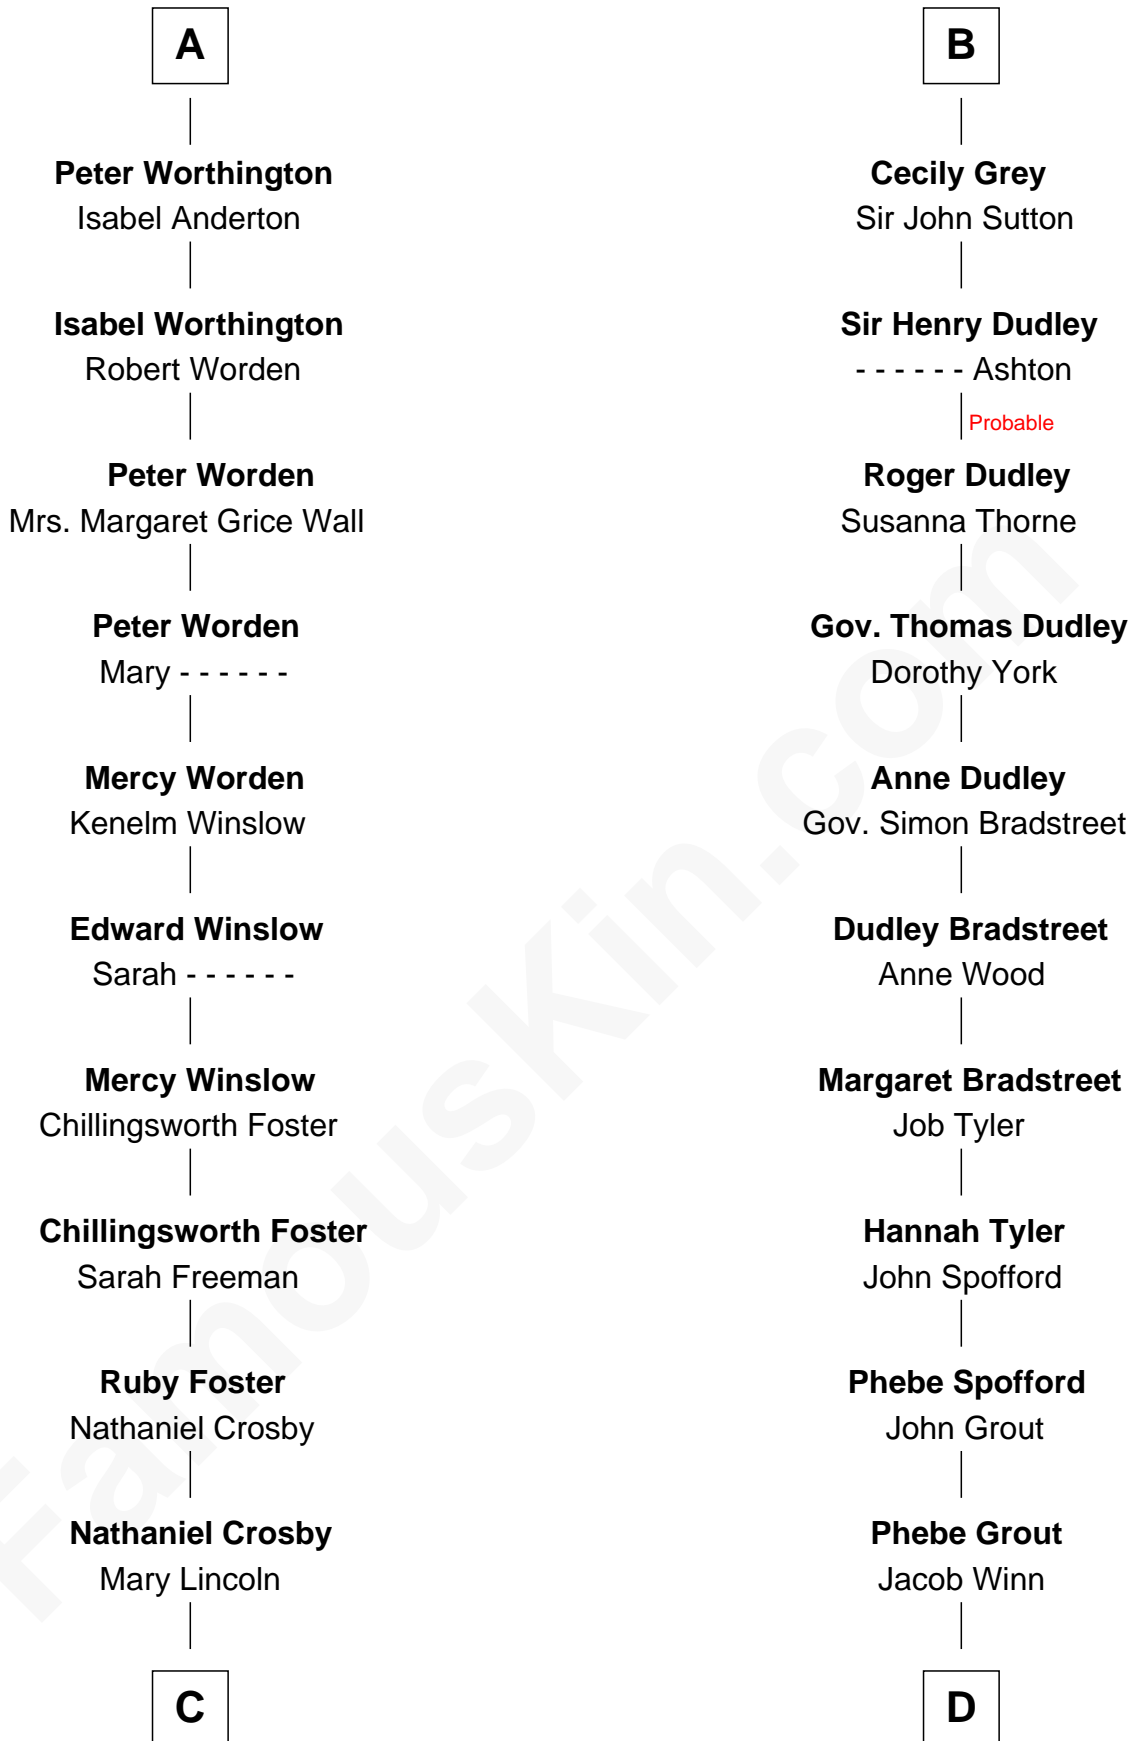 A
Peter Worthington
Isabel Anderton
Isabel Worthington
Robert Worden
Peter Worden
Mrs. Margaret Grice Wall
Peter Worden
Mary - - - - - -
Mercy Worden
Kenelm Winslow
Edward Winslow
Sarah - - - - - -
Mercy Winslow
Chillingsworth Foster
Chillingsworth Foster
Sarah Freeman
Ruby Foster
Nathaniel Crosby
Nathaniel Crosby
Mary Lincoln
C
B
Cecily Grey
Sir John Sutton
Sir Henry Dudley
- - - - - - Ashton
Probable
Roger Dudley
Susanna Thorne
Gov. Thomas Dudley
Dorothy York
Anne Dudley
Gov. Simon Bradstreet
Dudley Bradstreet
Anne Wood
Margaret Bradstreet
Job Tyler
Hannah Tyler
John Spofford
Phebe Spofford
John Grout
Phebe Grout
Jacob Winn
D
FamousKin.com